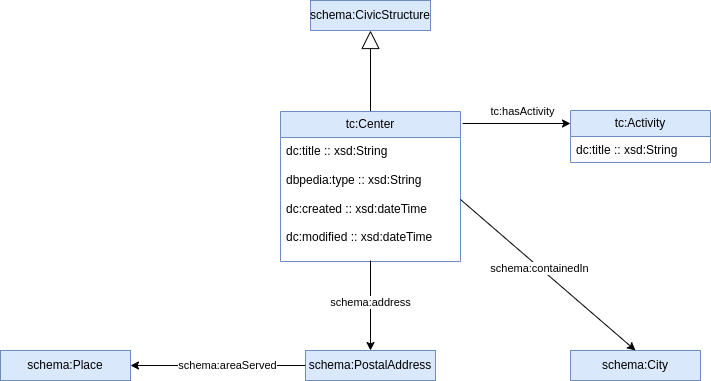 schema:CivicStructure
tc:Center
dc:title :: xsd:String
dbpedia:type :: xsd:String
dc:created :: xsd:dateTime
dc:modified :: xsd:dateTime
tc:hasActivity
tc:Activity
dc:title :: xsd:String
schema:containedIn
schema:address
schema:Place
schema:areaServed
schema:PostalAddress
schema:City